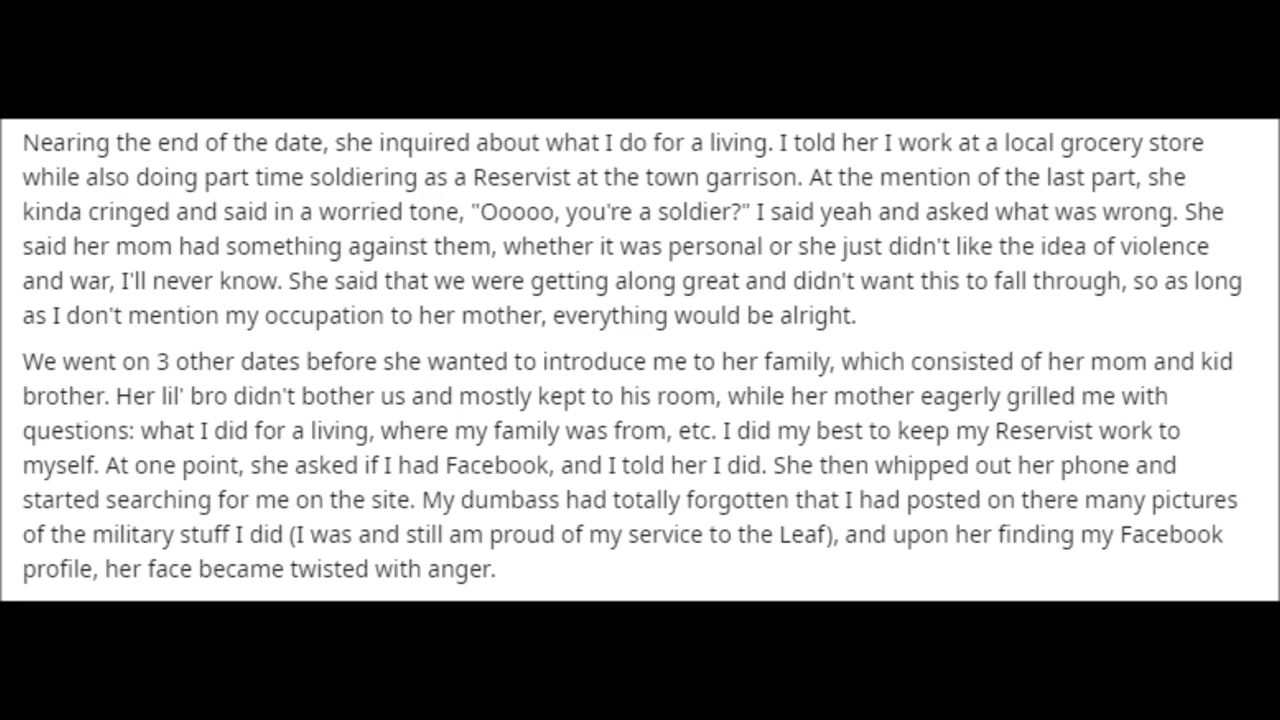 Nearing the end of the date, she inquired about what I do for a living. I told her I work at a local grocery store
while also doing part time soldiering as a Reservist at the town garrison. At the mention of the last part, she
kinda cringed and said in a worried tone, "Ooooo, you're a soldier?" I said yeah and asked what was wrong. She
said her mom had something against them, whether it was personal or she just didn't like the idea of violence
and war, I'll never know. She said that we were getting along great and didn't want this to fall through, so as long
as I don't mention my occupation to her mother, everything would be alright.
We went on 3 other dates before she wanted to introduce me to her family, which consisted of her mom and kid
brother. Her lil' bro didn't bother us and mostly kept to his room, while her mother eagerly grilled me with
questions: what I did for a living, where my family was from, etc. I did my best to keep my Reservist work to
myself. At one point, she asked if I had Facebook, and I told her I did. She then whipped out her phone and
started searching for me on the site. My dumbass had totally forgotten that I had posted on there many pictures
of the military stuff I did (I was and still am proud of my service to the Leaf), and upon her finding my Facebook
profile, her face became twisted with anger.